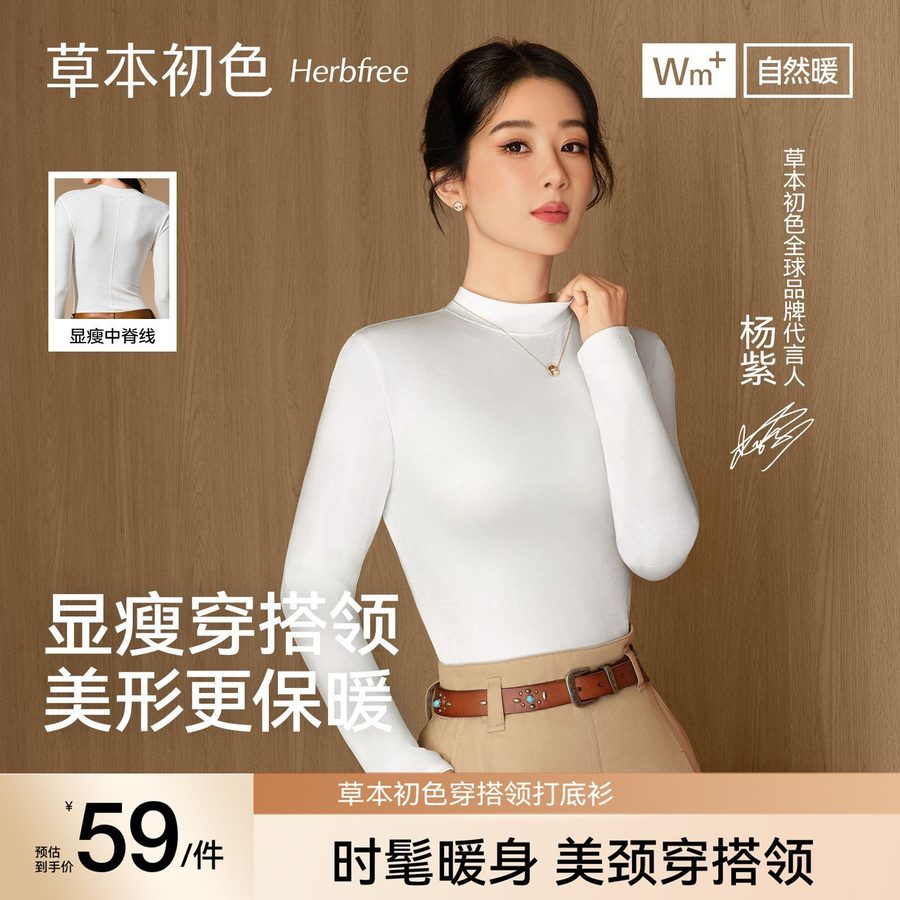 草本初色 Herbfree
Wm+ 自然暖
显瘦中脊线
草本初色全球品牌代言人
杨紫
显瘦穿搭领
美形更保暖
草本初色穿搭领打底衫
¥59/件
预估
到手价
时髦暖身 美颈穿搭领